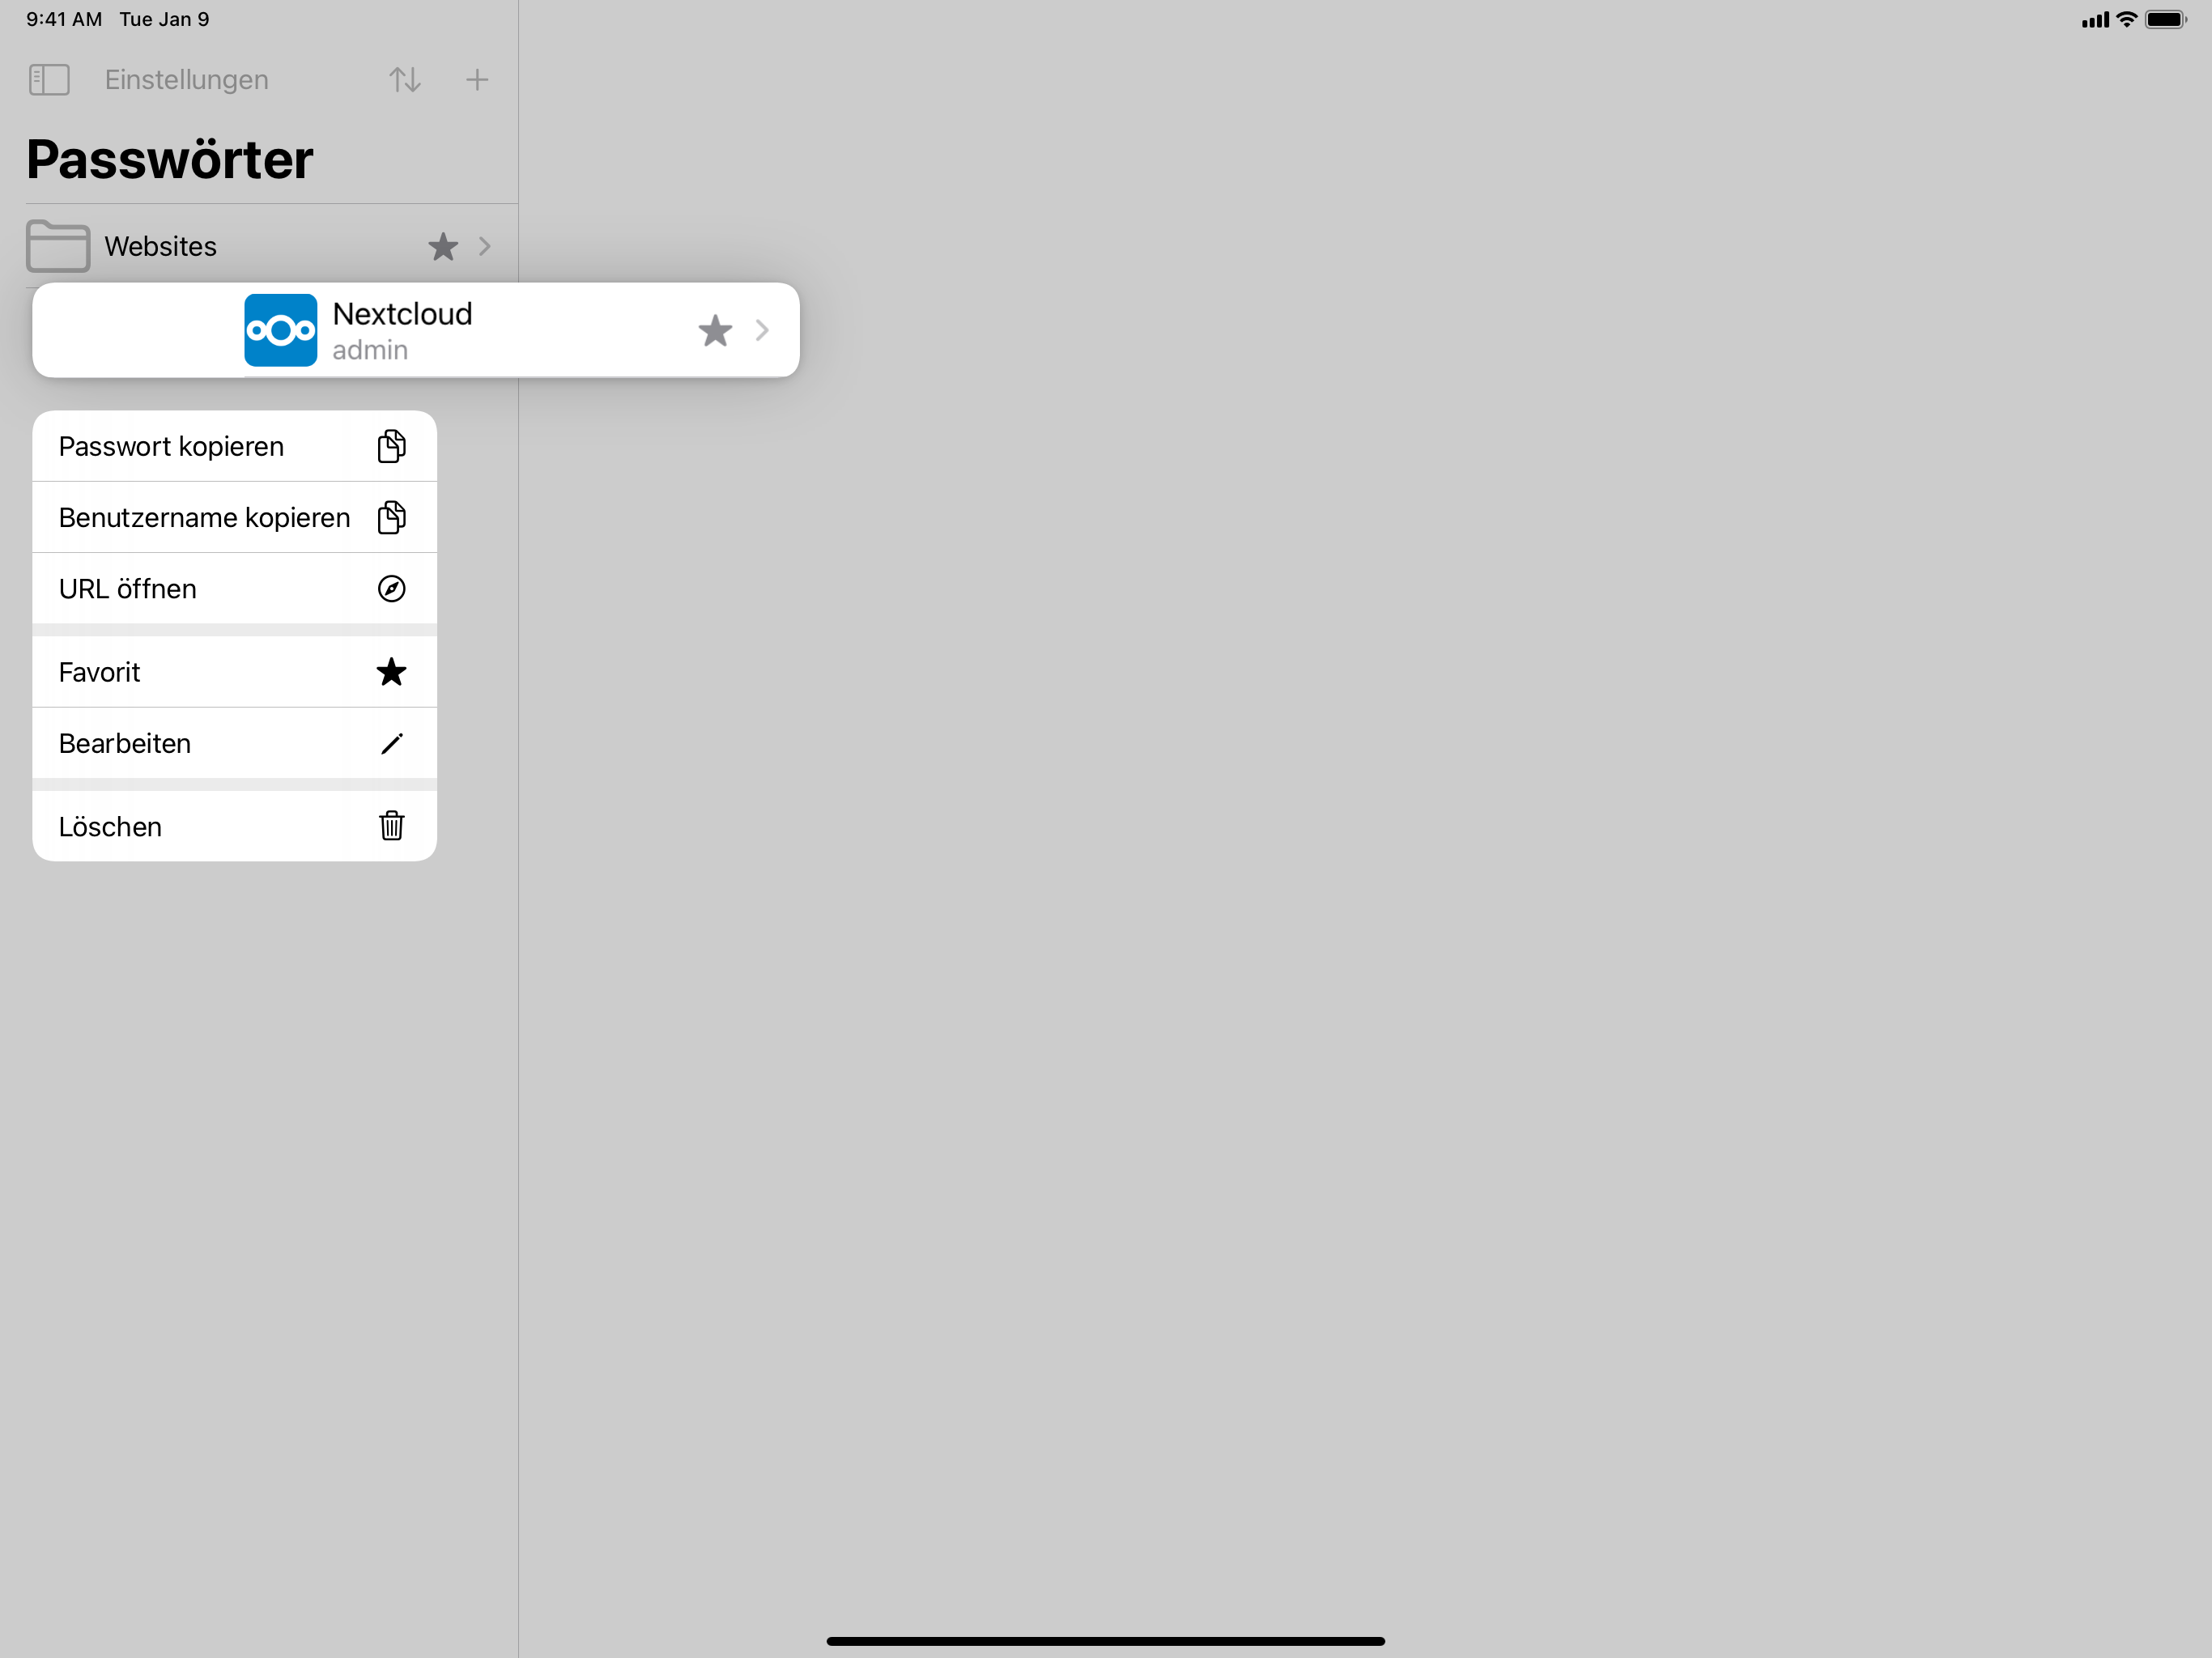 9:41 AM Tue Jan 9
Einstellungen
Passwörter
Websites
Nextcloud
admin
Passwort kopieren
Benutzername kopieren
URL öffnen
Favorit
Bearbeiten
Löschen